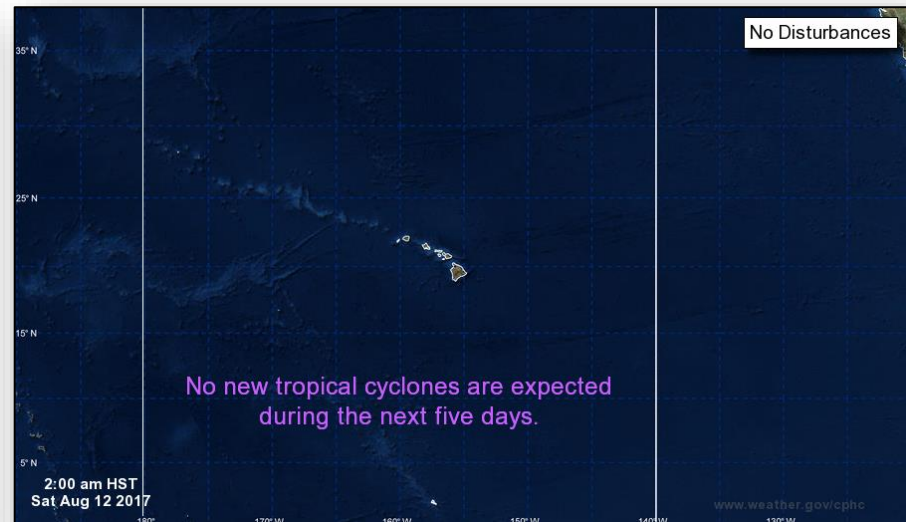 No Disturbances
35° N
25° N
15° N
No new tropical cyclones are expected
during the next five days.
5° N
2:00 am HST
Sat Aug 12 2017
www.weather.gov/cphc
180° 170° W 160° W 150° W 140° W 130° W